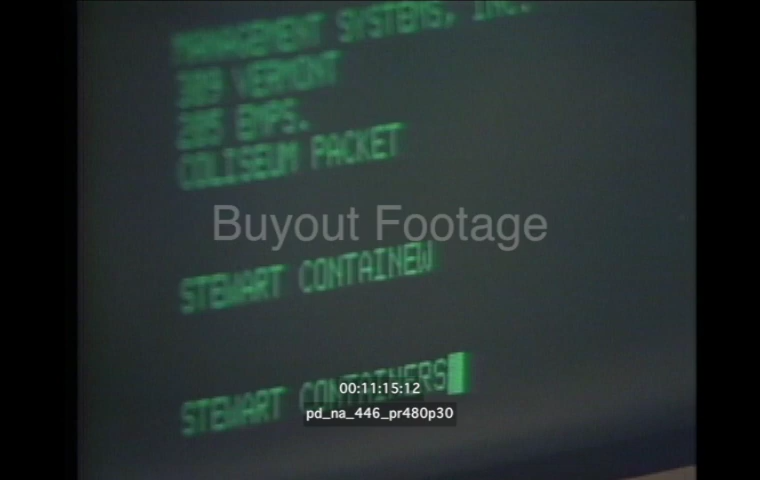 MANAGEMENT SYSTEMS, INC.
309 VERMONT
205 EMPS.
COLISEUM PACKET
Buyout Footage
STEWART CONTAINEW
STEWART CONTAINERS
00:11:15:12
pd_na_446_pr480p30